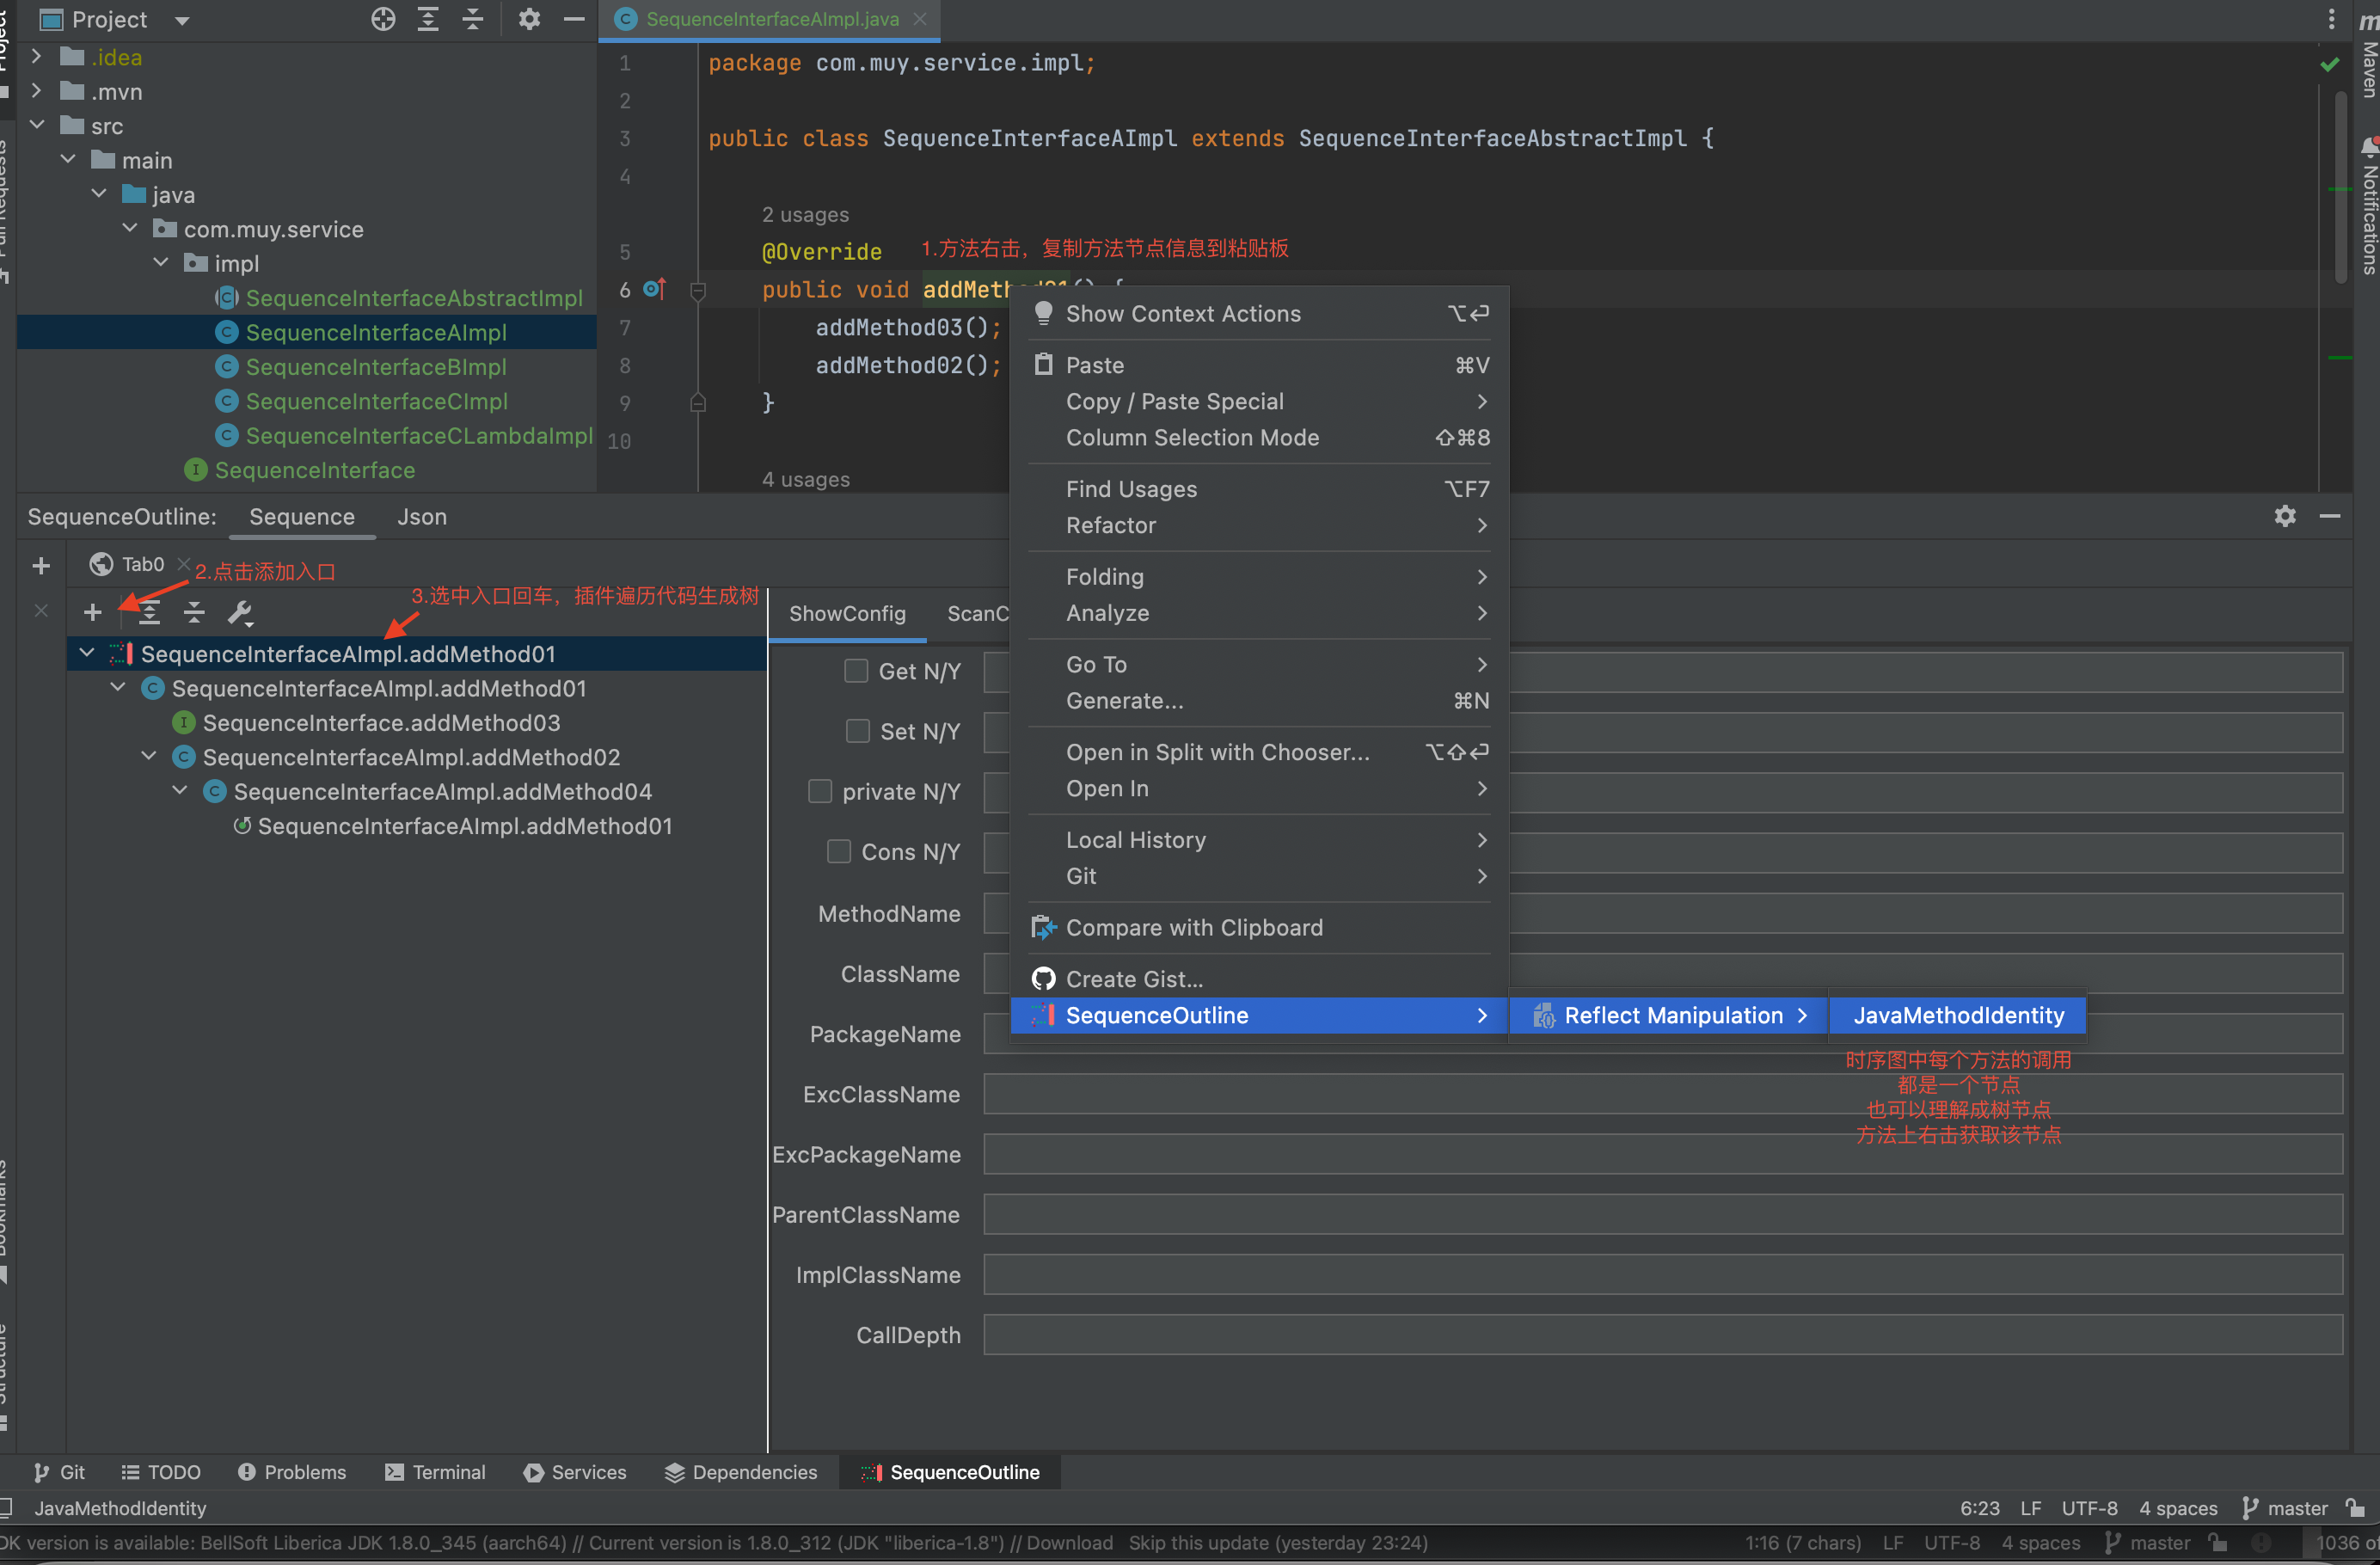 Project
SequenceInterfaceAImpl.java
.idea
.mvn
src
main
java
com.muy.service
impl
SequenceInterfaceAbstractImpl
SequenceInterfaceAImpl
SequenceInterfaceBImpl
SequenceInterfaceCImpl
SequenceInterfaceCLambdaImpl
SequenceInterface
1 package com.muy.service.impl;
2
3 public class SequenceInterfaceAImpl extends SequenceInterfaceAbstractImpl {
4
2 usages
5 @Override 1.方法右击，复制方法节点信息到粘贴板
6 public void addMethod01() {
7 addMethod03();
8 addMethod02();
9 }
10
4 usages
Maven
Notifications
Pull Requests
Bookmarks
Structure
Show Context Actions ⌥⏎
Paste ⌘V
Copy / Paste Special
Column Selection Mode ⇧⌘8
Find Usages ⌥F7
Refactor
Folding
Analyze
Go To
Generate... ⌘N
Open in Split with Chooser... ⌥⇧⏎
Open In
Local History
Git
Compare with Clipboard
Create Gist...
SequenceOutline
Reflect Manipulation
JavaMethodIdentity
时序图中每个方法的调用
都是一个节点
也可以理解成树节点
方法上右击获取该节点
SequenceOutline: Sequence Json
Tab0
2.点击添加入口
3.选中入口回车，插件遍历代码生成树
SequenceInterfaceAImpl.addMethod01
SequenceInterfaceAImpl.addMethod01
SequenceInterface.addMethod03
SequenceInterfaceAImpl.addMethod02
SequenceInterfaceAImpl.addMethod04
SequenceInterfaceAImpl.addMethod01
ShowConfig ScanC
Get N/Y
Set N/Y
private N/Y
Cons N/Y
MethodName
ClassName
PackageName
ExcClassName
ExcPackageName
ParentClassName
ImplClassName
CallDepth
Git TODO Problems Terminal Services Dependencies SequenceOutline
JavaMethodIdentity 6:23 LF UTF-8 4 spaces master
DK version is available: BellSoft Liberica JDK 1.8.0_345 (aarch64) // Current version is 1.8.0_312 (JDK "liberica-1.8") // Download Skip this update (yesterday 23:24) 1:16 (7 chars) LF UTF-8 4 spaces master 1036 o